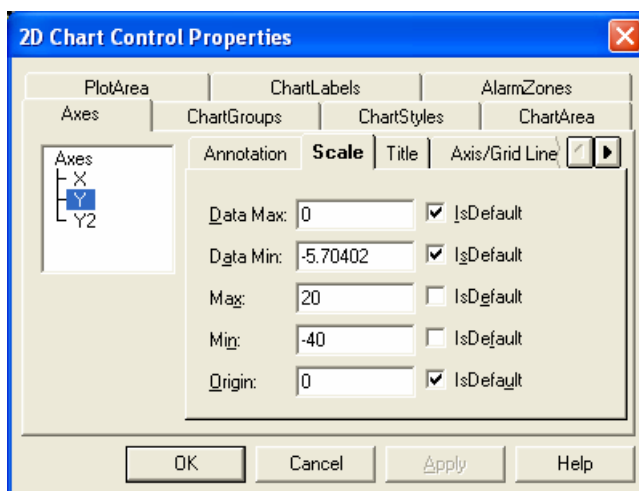 2D Chart Control Properties
PlotArea ChartLabels AlarmZones
Axes ChartGroups ChartStyles ChartArea
Axes
X
Y
Y2
Annotation Scale Title Axis/Grid Line
Data Max: 0 IsDefault
Data Min: -5.70402 IsDefault
Max: 20 IsDefault
Min: -40 IsDefault
Origin: 0 IsDefault
OK Cancel Apply Help